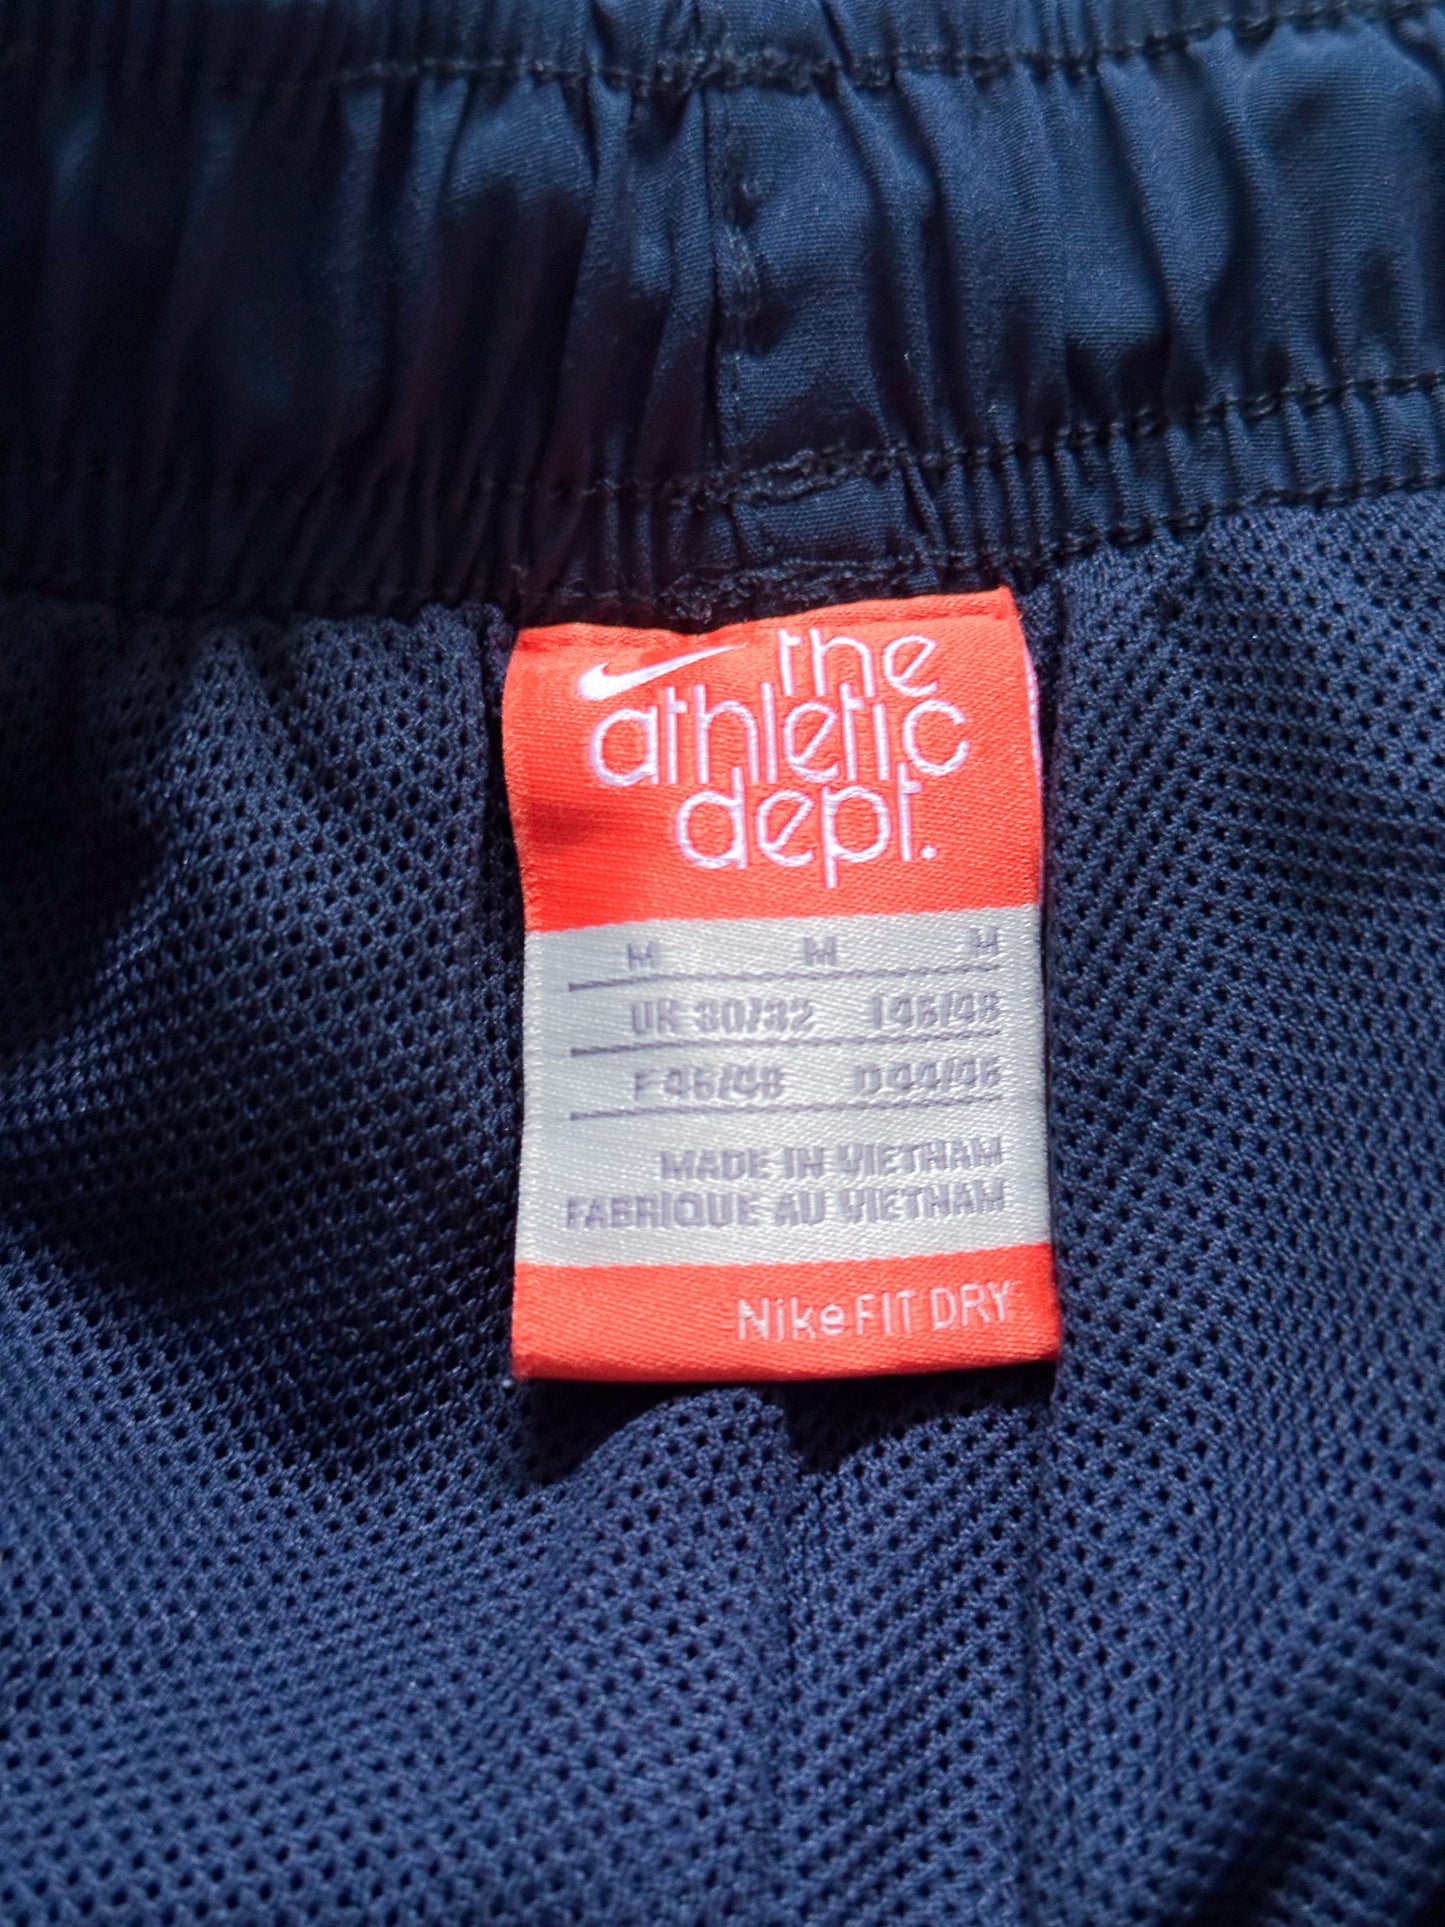 the
athletic
dept.
M M M
UK 30/32 I 46/48
F 46/48 D 44/46
MADE IN VIETNAM
FABRIQUE AU VIETNAM
NikeFIT DRY